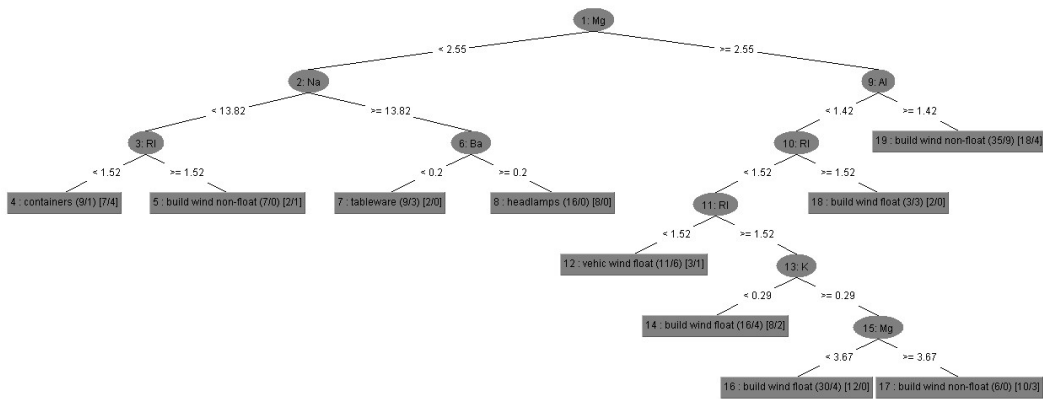 1: Mg
< 2.55
>= 2.55
2: Na
9: Al
< 13.82
>= 13.82
< 1.42
>= 1.42
3: RI
6: Ba
10: RI
19 : build wind non-float (35/9) [18/4]
< 1.52
>= 1.52
< 0.2
>= 0.2
< 1.52
>= 1.52
4 : containers (9/1) [7/4]
5 : build wind non-float (7/0) [2/1]
7 : tableware (9/3) [2/0]
8 : headlamps (16/0) [8/0]
11: RI
18 : build wind float (3/3) [2/0]
< 1.52
>= 1.52
12 : vehic wind float (11/6) [3/1]
13: K
< 0.29
>= 0.29
14 : build wind float (16/4) [8/2]
15: Mg
< 3.67
>= 3.67
16 : build wind float (30/4) [12/0]
17 : build wind non-float (6/0) [10/3]